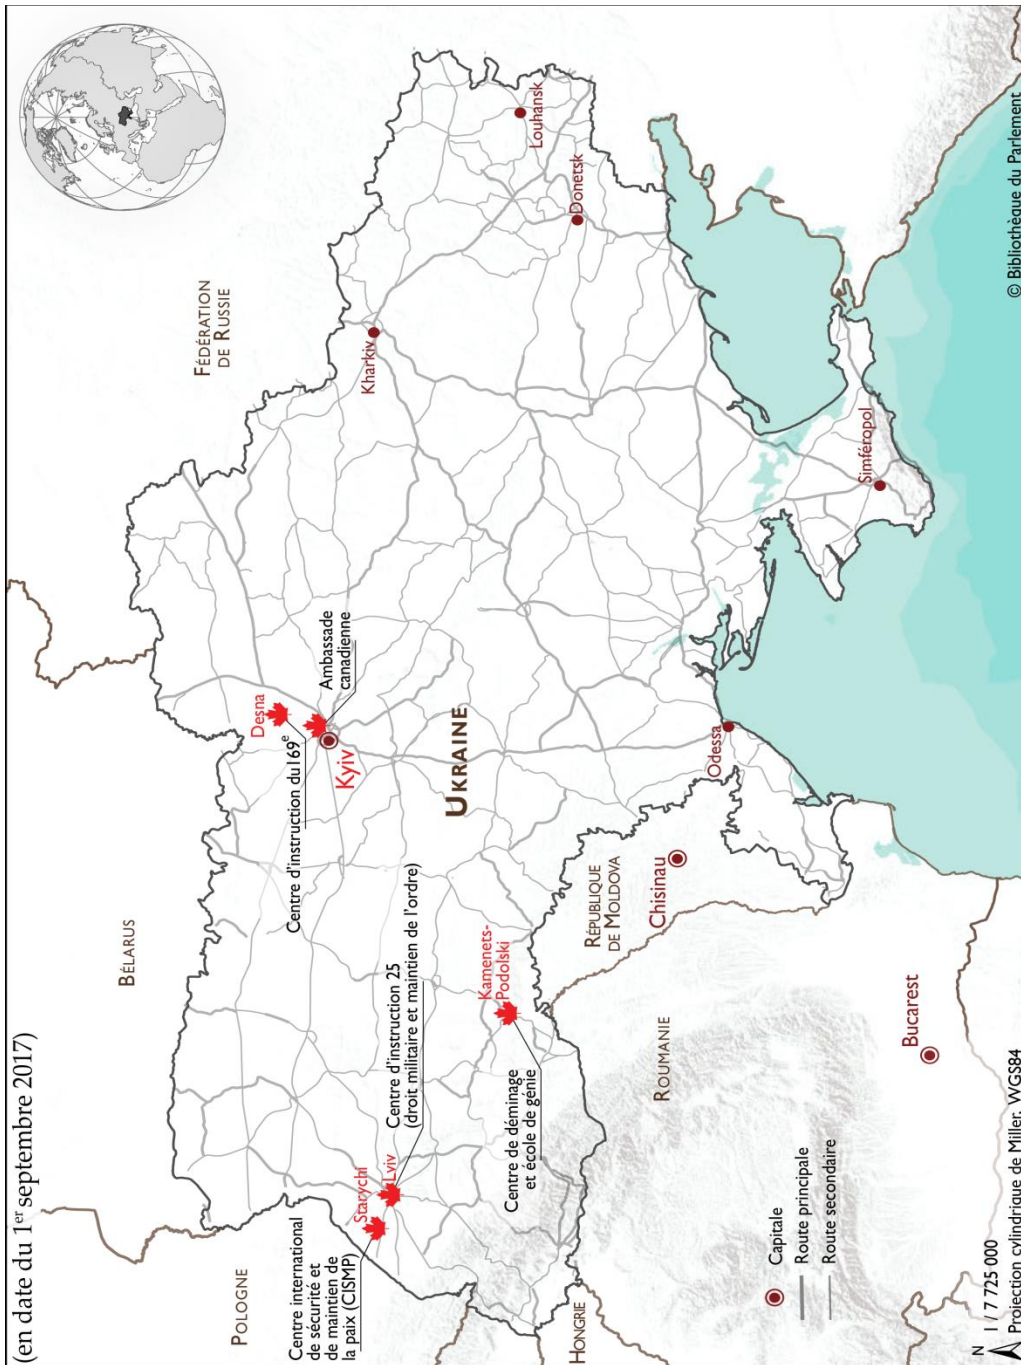 (en date du 1er septembre 2017)
FÉDÉRATION
DE RUSSIE
BÉLARUS
POLOGNE
Desna
Centre d'instruction du169e
Ambassade
canadienne
Kyiv
Kharkiv
Louhansk
Donetsk
Centre international
de sécurité et
de maintien de
la paix (CISMP)
Starychi
Lviv
Centre d'instruction 25
(droit militaire et maintien de l'ordre)
UKRAINE
Kamenets-
Podolski
Centre de déminage
et école de génie
HONGRIE
RÉPUBLIQUE
DE MOLDOVA
Chisinau
Odessa
ROUMANIE
Simféropol
Bucarest
Capitale
Route principale
Route secondaire
N
1 / 7 725 000
Projection cylindrique de Miller, WGS84
© Bibliothèque du Parlement